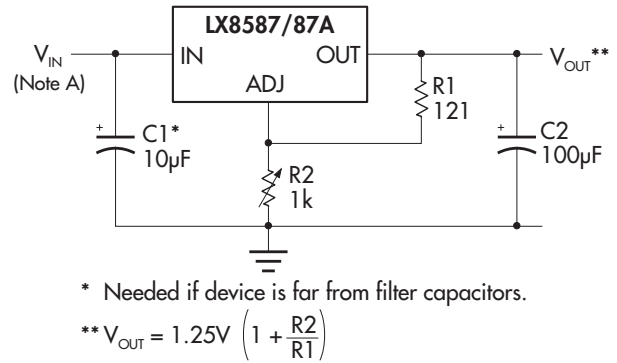 LX8587/87A
V_IN IN OUT V_OUT**
(Note A) ADJ
R1
121
C1*
10µF
+
C2
100µF
+
R2
1k
* Needed if device is far from filter capacitors.
** V_OUT = 1.25V (1 + R2/R1)